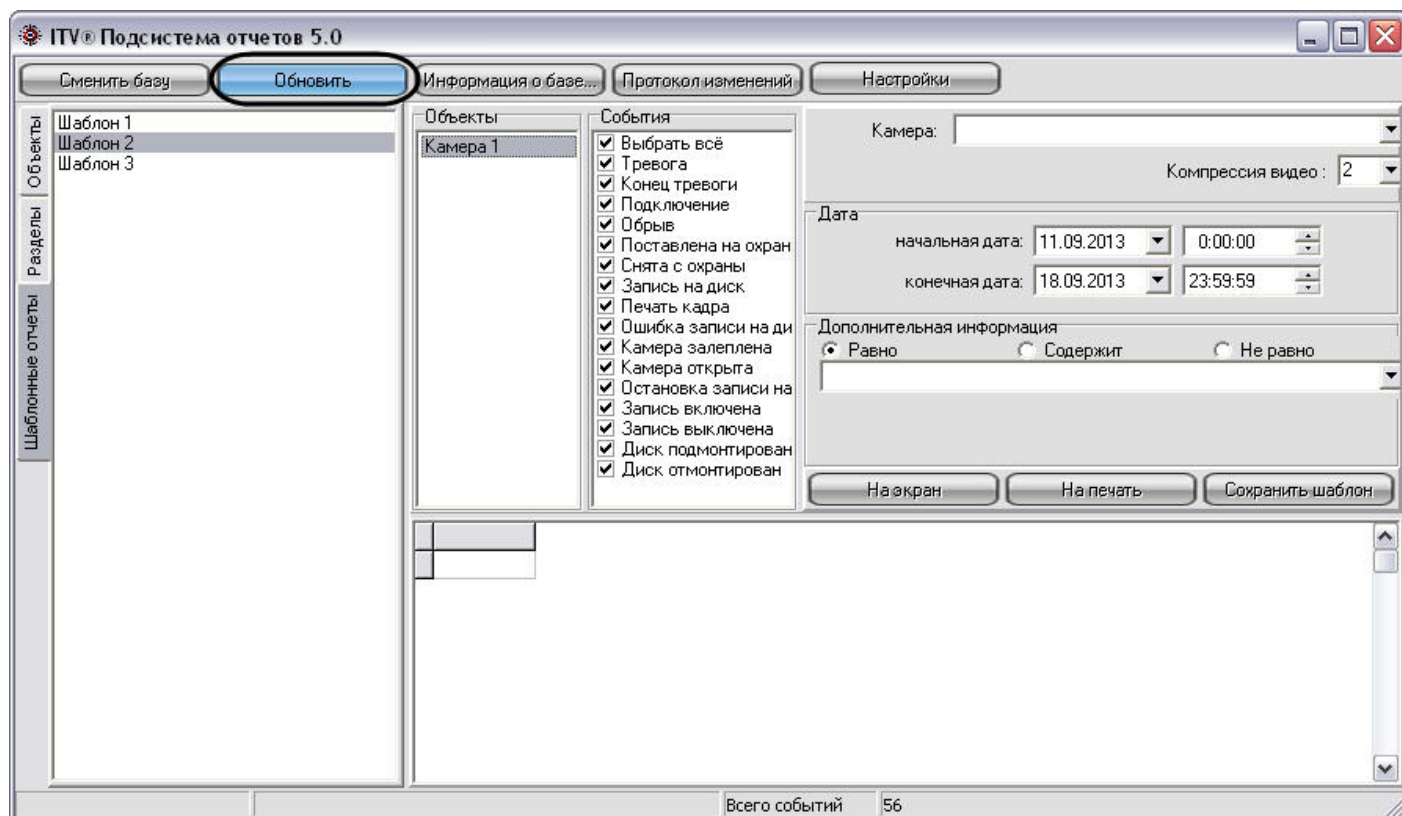 ITV® Подсистема отчетов 5.0
Сменить базу
Обновить
Информация о базе...
Протокол изменений
Настройки
Объекты
Разделы
Шаблонные отчеты
Шаблон 1
Шаблон 2
Шаблон 3
Объекты
Камера 1
События
Выбрать всё
Тревога
Конец тревоги
Подключение
Обрыв
Поставлена на охран
Снята с охраны
Запись на диск
Печать кадра
Ошибка записи на ди
Камера залеплена
Камера открыта
Остановка записи на
Запись включена
Запись выключена
Диск подмонтирован
Диск отмонтирован
Камера:
Компрессия видео : 2
Дата
начальная дата: 11.09.2013 0:00:00
конечная дата: 18.09.2013 23:59:59
Дополнительная информация
Равно Содержит Не равно
На экран
На печать
Сохранить шаблон
Всего событий 56